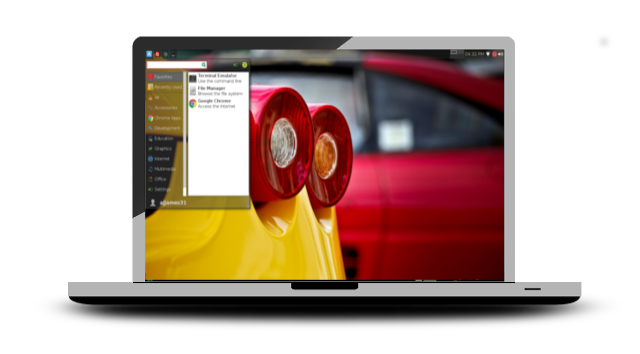 04:31 PM
Favorites
Recently Used
All
Accessories
Chrome Apps
Development
Education
Graphics
Internet
Multimedia
Office
Settings
Terminal Emulator
Use the command line
File Manager
Browse the file system
Google Chrome
Access the Internet